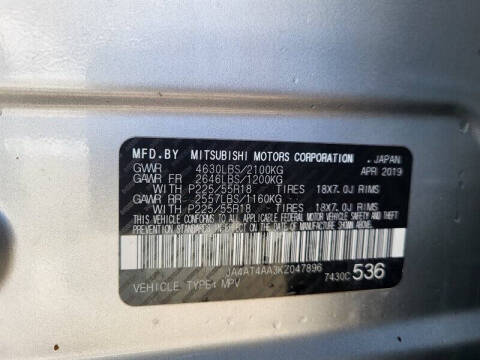 MFD.BY MITSUBISHI MOTORS CORPORATION , JAPAN
GVWR 4630LBS/2100KG APR 2019
GAWR FR 2646LBS/1200KG
WITH P225/55R18 TIRES 18X7.0J RIMS
GAWR RR 2557LBS/1160KG
WITH P225/55R18 TIRES 18X7.0J RIMS
THIS VEHICLE CONFORMS TO ALL APPLICABLE FEDERAL MOTOR VEHICLE SAFETY, BUMPER AND THEFT
PREVENTION STANDARDS IN EFFECT ON THE DATE OF MANUFACTURE SHOWN ABOVE.
JA4AT4AA3KZ047896 7430C 536
VEHICLE TYPE: MPV